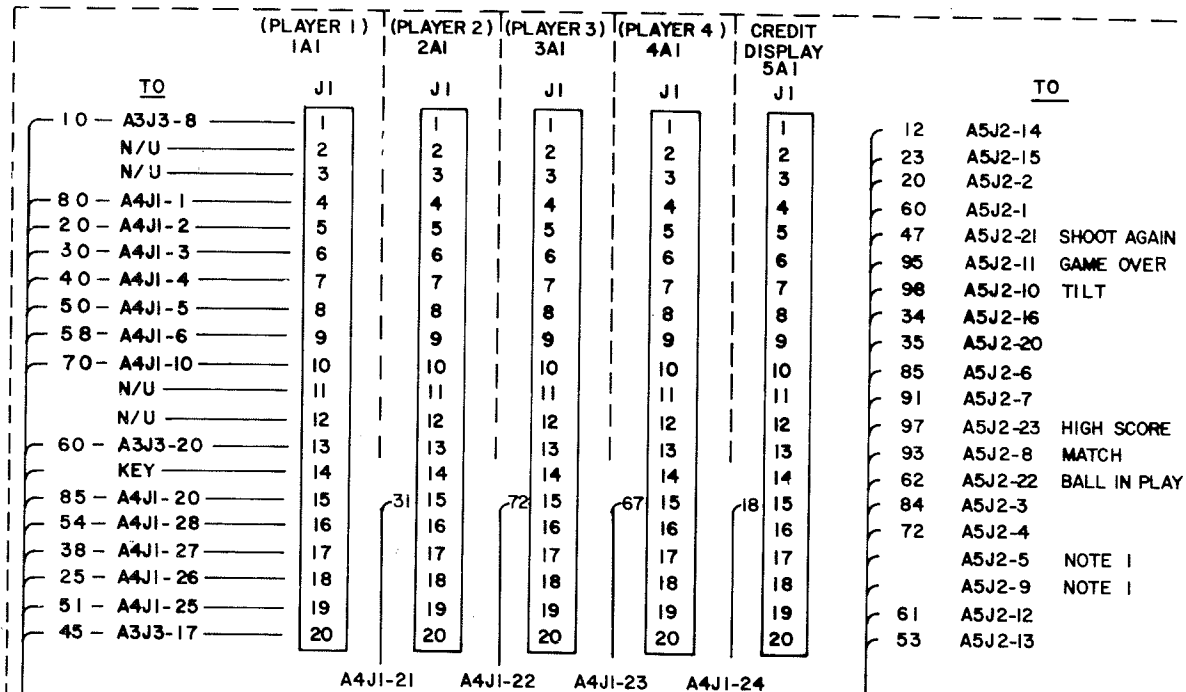 (PLAYER 1) (PLAYER 2) (PLAYER 3) (PLAYER 4) CREDIT
1A1 2A1 3A1 4A1 DISPLAY
5A1
TO J1 J1 J1 J1 J1 TO
10 - A3J3-8 1 1 1 1 1 12 A5J2-14
N/U 2 2 2 2 2 23 A5J2-15
N/U 3 3 3 3 3 20 A5J2-2
80 - A4J1-1 4 4 4 4 4 60 A5J2-1
20 - A4J1-2 5 5 5 5 5 47 A5J2-21 SHOOT AGAIN
30 - A4J1-3 6 6 6 6 6 95 A5J2-11 GAME OVER
40 - A4J1-4 7 7 7 7 7 98 A5J2-10 TILT
50 - A4J1-5 8 8 8 8 8 34 A5J2-16
58 - A4J1-6 9 9 9 9 9 35 A5J2-20
70 - A4J1-10 10 10 10 10 10 85 A5J2-6
N/U 11 11 11 11 11 91 A5J2-7
N/U 12 12 12 12 12 97 A5J2-23 HIGH SCORE
60 - A3J3-20 13 13 13 13 13 93 A5J2-8 MATCH
KEY 14 14 14 14 14 62 A5J2-22 BALL IN PLAY
85 - A4J1-20 15 31 15 72 15 67 15 18 15 84 A5J2-3
54 - A4J1-28 16 16 16 16 16 72 A5J2-4
38 - A4J1-27 17 17 17 17 17 A5J2-5 NOTE 1
25 - A4J1-26 18 18 18 18 18 A5J2-9 NOTE 1
51 - A4J1-25 19 19 19 19 19 61 A5J2-12
45 - A3J3-17 20 20 20 20 20 53 A5J2-13
A4J1-21 A4J1-22 A4J1-23 A4J1-24